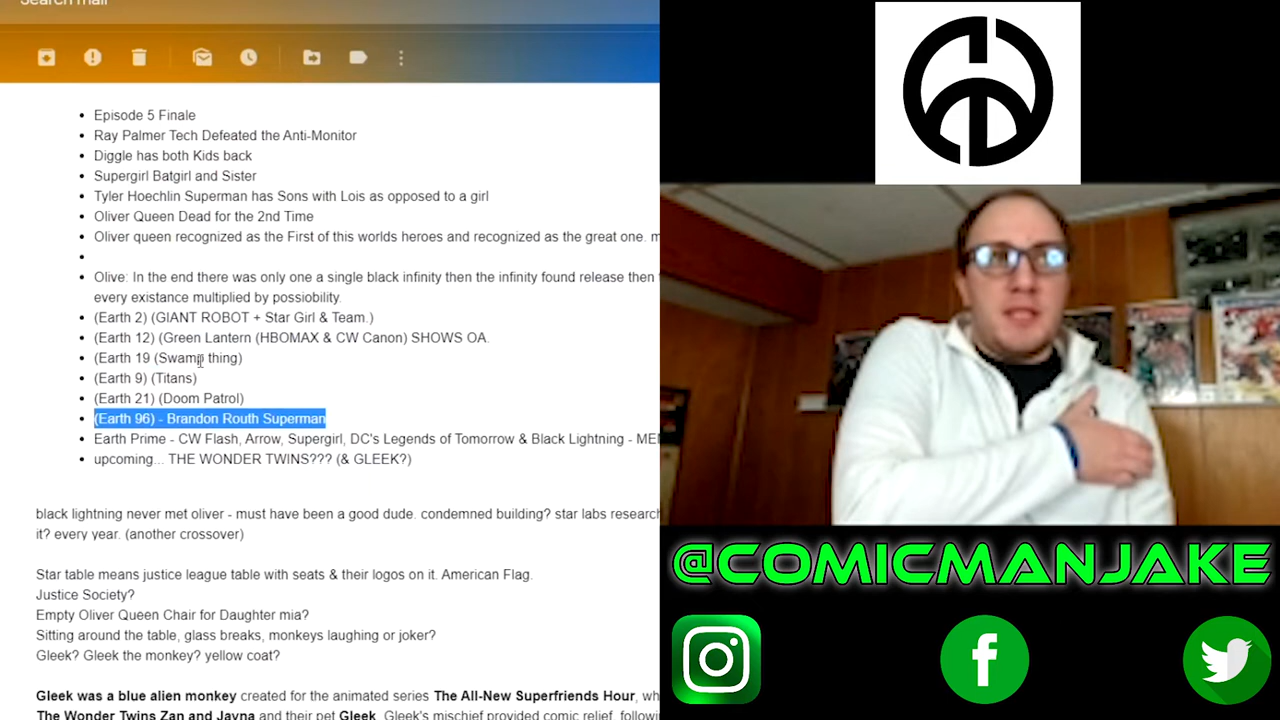 Search mail
Episode 5 Finale
Ray Palmer Tech Defeated the Anti-Monitor
Diggle has both Kids back
Supergirl Batgirl and Sister
Tyler Hoechlin Superman has Sons with Lois as opposed to a girl
Oliver Queen Dead for the 2nd Time
Oliver queen recognized as the First of this worlds heroes and recognized as the great one.
Olive: In the end there was only one a single black infinity then the infinity found release then
every existance multiplied by possiobility.
(Earth 2) (GIANT ROBOT + Star Girl & Team.)
(Earth 12) (Green Lantern (HBOMAX & CW Canon) SHOWS OA.
(Earth 19 (Swamp thing)
(Earth 9) (Titans)
(Earth 21) (Doom Patrol)
(Earth 96) - Brandon Routh Superman
Earth Prime - CW Flash, Arrow, Supergirl, DC's Legends of Tomorrow & Black Lightning -
upcoming... THE WONDER TWINS??? (& GLEEK?)
black lightning never met oliver - must have been a good dude. condemned building? star labs research
it? every year. (another crossover)
Star table means justice league table with seats & their logos on it. American Flag.
Justice Society?
Empty Oliver Queen Chair for Daughter mia?
Sitting around the table, glass breaks, monkeys laughing or joker?
Gleek? Gleek the monkey? yellow coat?
Gleek was a blue alien monkey created for the animated series The All-New Superfriends Hour,
The Wonder Twins Zan and Jayna and their pet Gleek. Gleek's mischief provided comic relief,
@COMICMANJAKE